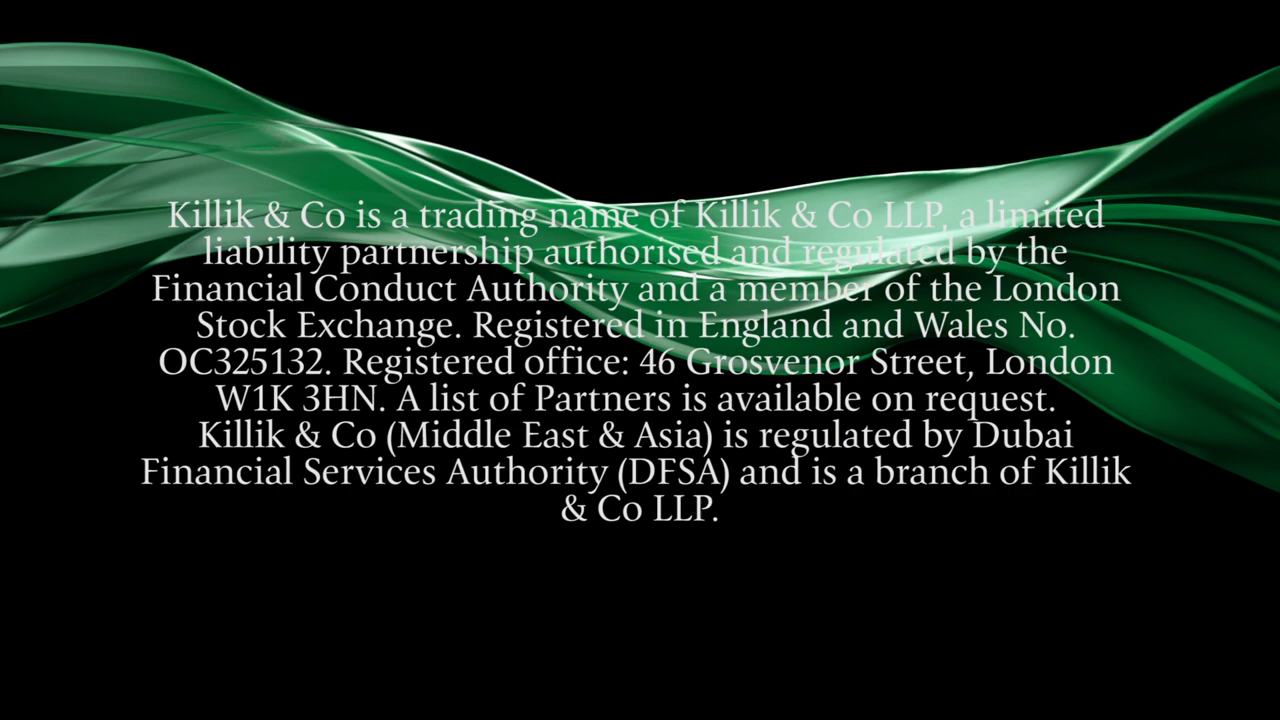 Killik & Co is a trading name of Killik & Co LLP, a limited
liability partnership authorised and regulated by the
Financial Conduct Authority and a member of the London
Stock Exchange. Registered in England and Wales No.
OC325132. Registered office: 46 Grosvenor Street, London
W1K 3HN. A list of Partners is available on request.
Killik & Co (Middle East & Asia) is regulated by Dubai
Financial Services Authority (DFSA) and is a branch of Killik
& Co LLP.